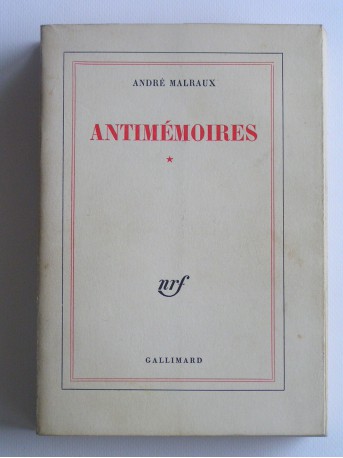 ANDRÉ MALRAUX
ANTIMÉMOIRES
*
nrf
GALLIMARD